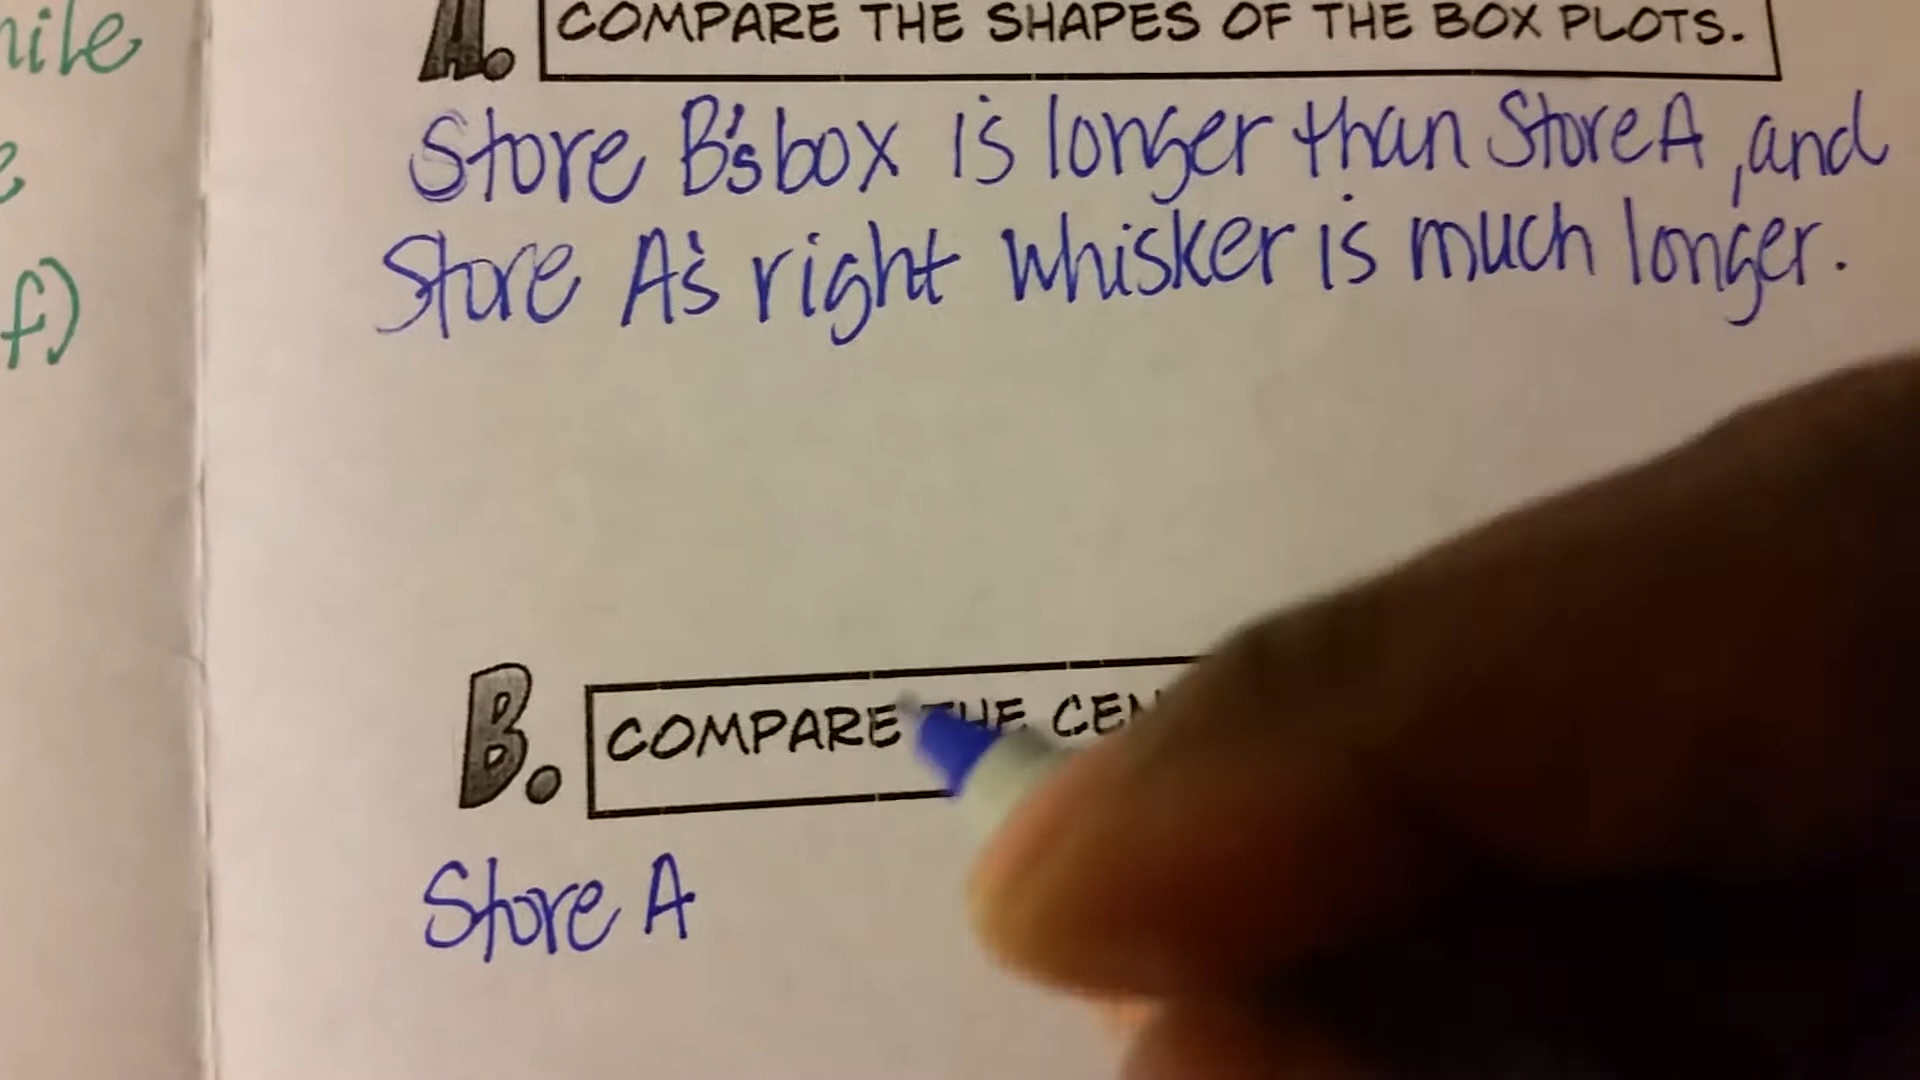 A. COMPARE THE SHAPES OF THE BOX PLOTS.
Store B's box is longer than Store A, and
Store A's right whisker is much longer.
f)
B. COMPARE THE
Store A